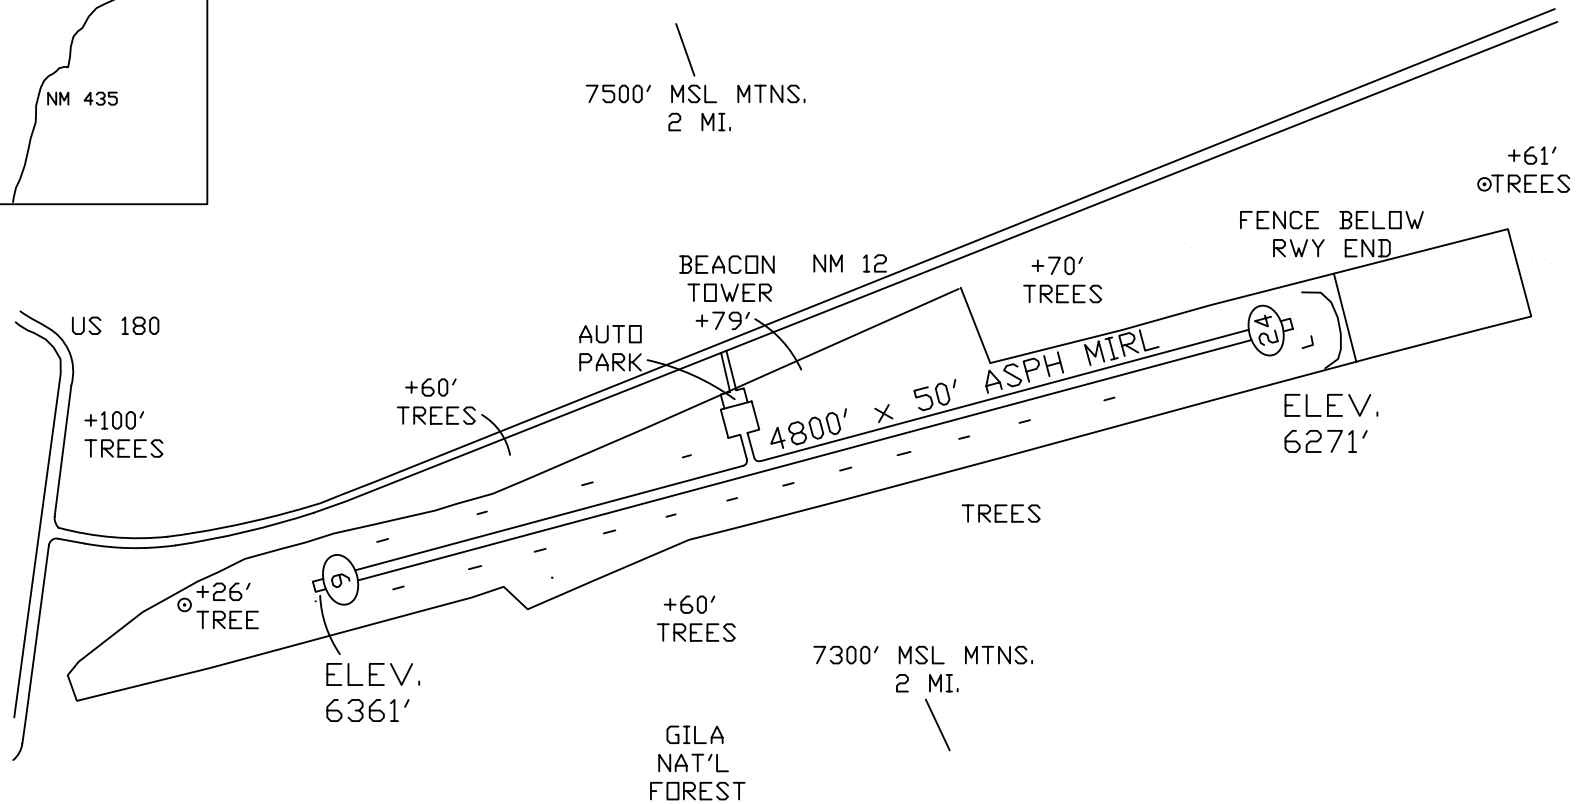 NM 435
7500' MSL MTNS.
2 MI.
+61'
TREES
FENCE BELOW
RWY END
BEACON
TOWER
+79'
NM 12
+70'
TREES
US 180
AUTO
PARK
24
4800' x 50' ASPH MIRL
+60'
TREES
+100'
TREES
ELEV.
6271'
TREES
6
+26'
TREE
+60'
TREES
ELEV.
6361'
7300' MSL MTNS.
2 MI.
GILA
NAT'L
FOREST